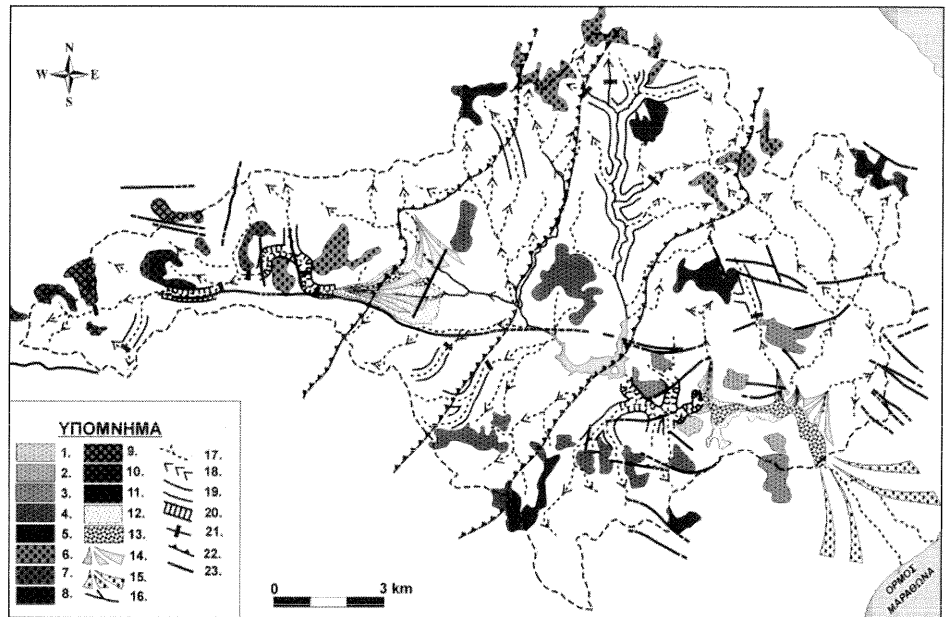 N
W E
S
ΥΠΟΜΝΗΜΑ
1. 9. 17.
2. 10. 18.
3. 11. 19.
4. 12. 20.
5. 13. 21.
6. 14. 22.
7. 15. 23.
8. 16.
0 3 km
ΟΡΜΟΣ
ΜΑΡΑΘΩΝΑ